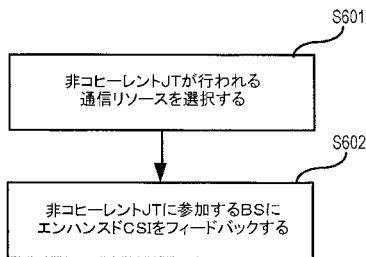 S601
非コヒーレントJTが行われる
通信リソースを選択する
S602
非コヒーレントJTに参加するBSに
エンハンスドCSIをフィードバックする